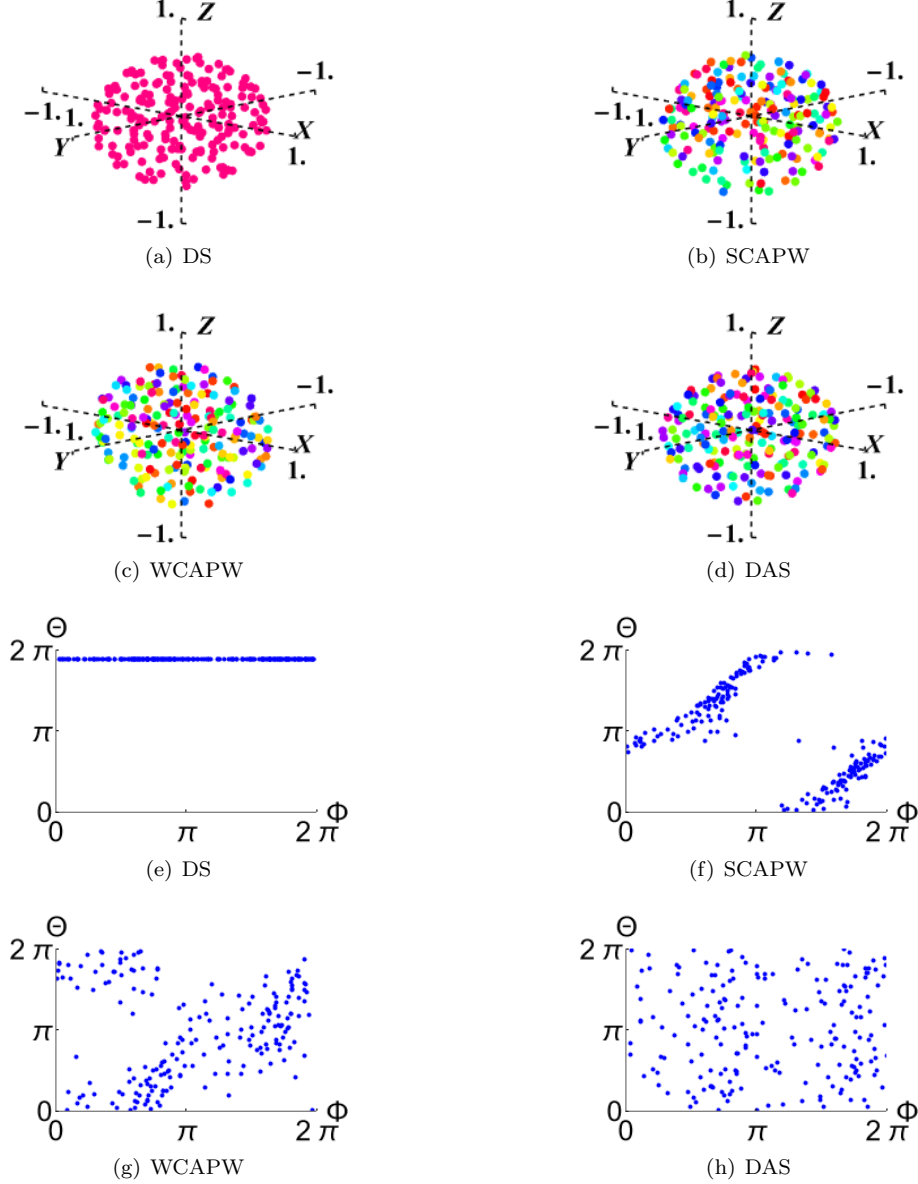 1. Z
-1.
-1. 1.
Y X
1.
-1.
(a) DS
1. Z
-1.
-1. 1.
Y X
1.
-1.
(b) SCAPW
1. Z
-1.
-1. 1.
Y X
1.
-1.
(c) WCAPW
1. Z
-1.
-1. 1.
Y X
1.
-1.
(d) DAS
Θ
2 π
π
0 Φ
0 π 2 π
(e) DS
Θ
2 π
π
0 Φ
0 π 2 π
(f) SCAPW
Θ
2 π
π
0 Φ
0 π 2 π
(g) WCAPW
Θ
2 π
π
0 Φ
0 π 2 π
(h) DAS